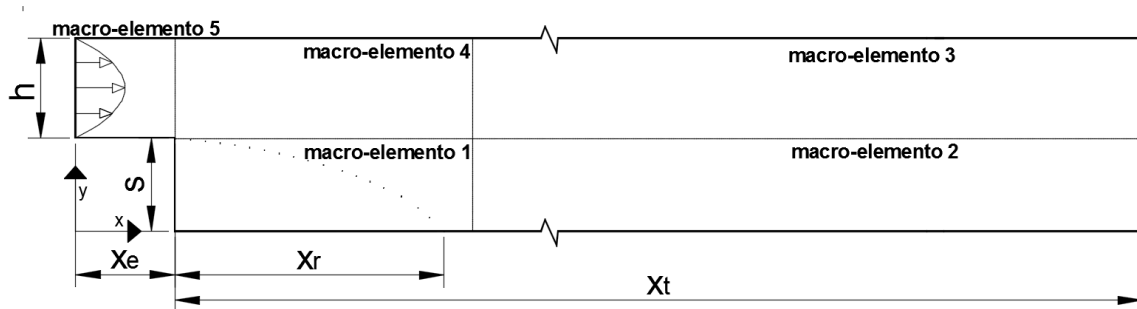 macro-elemento 5
macro-elemento 4
macro-elemento 3
h
macro-elemento 1
macro-elemento 2
s
y
x
Xe
Xr
Xt